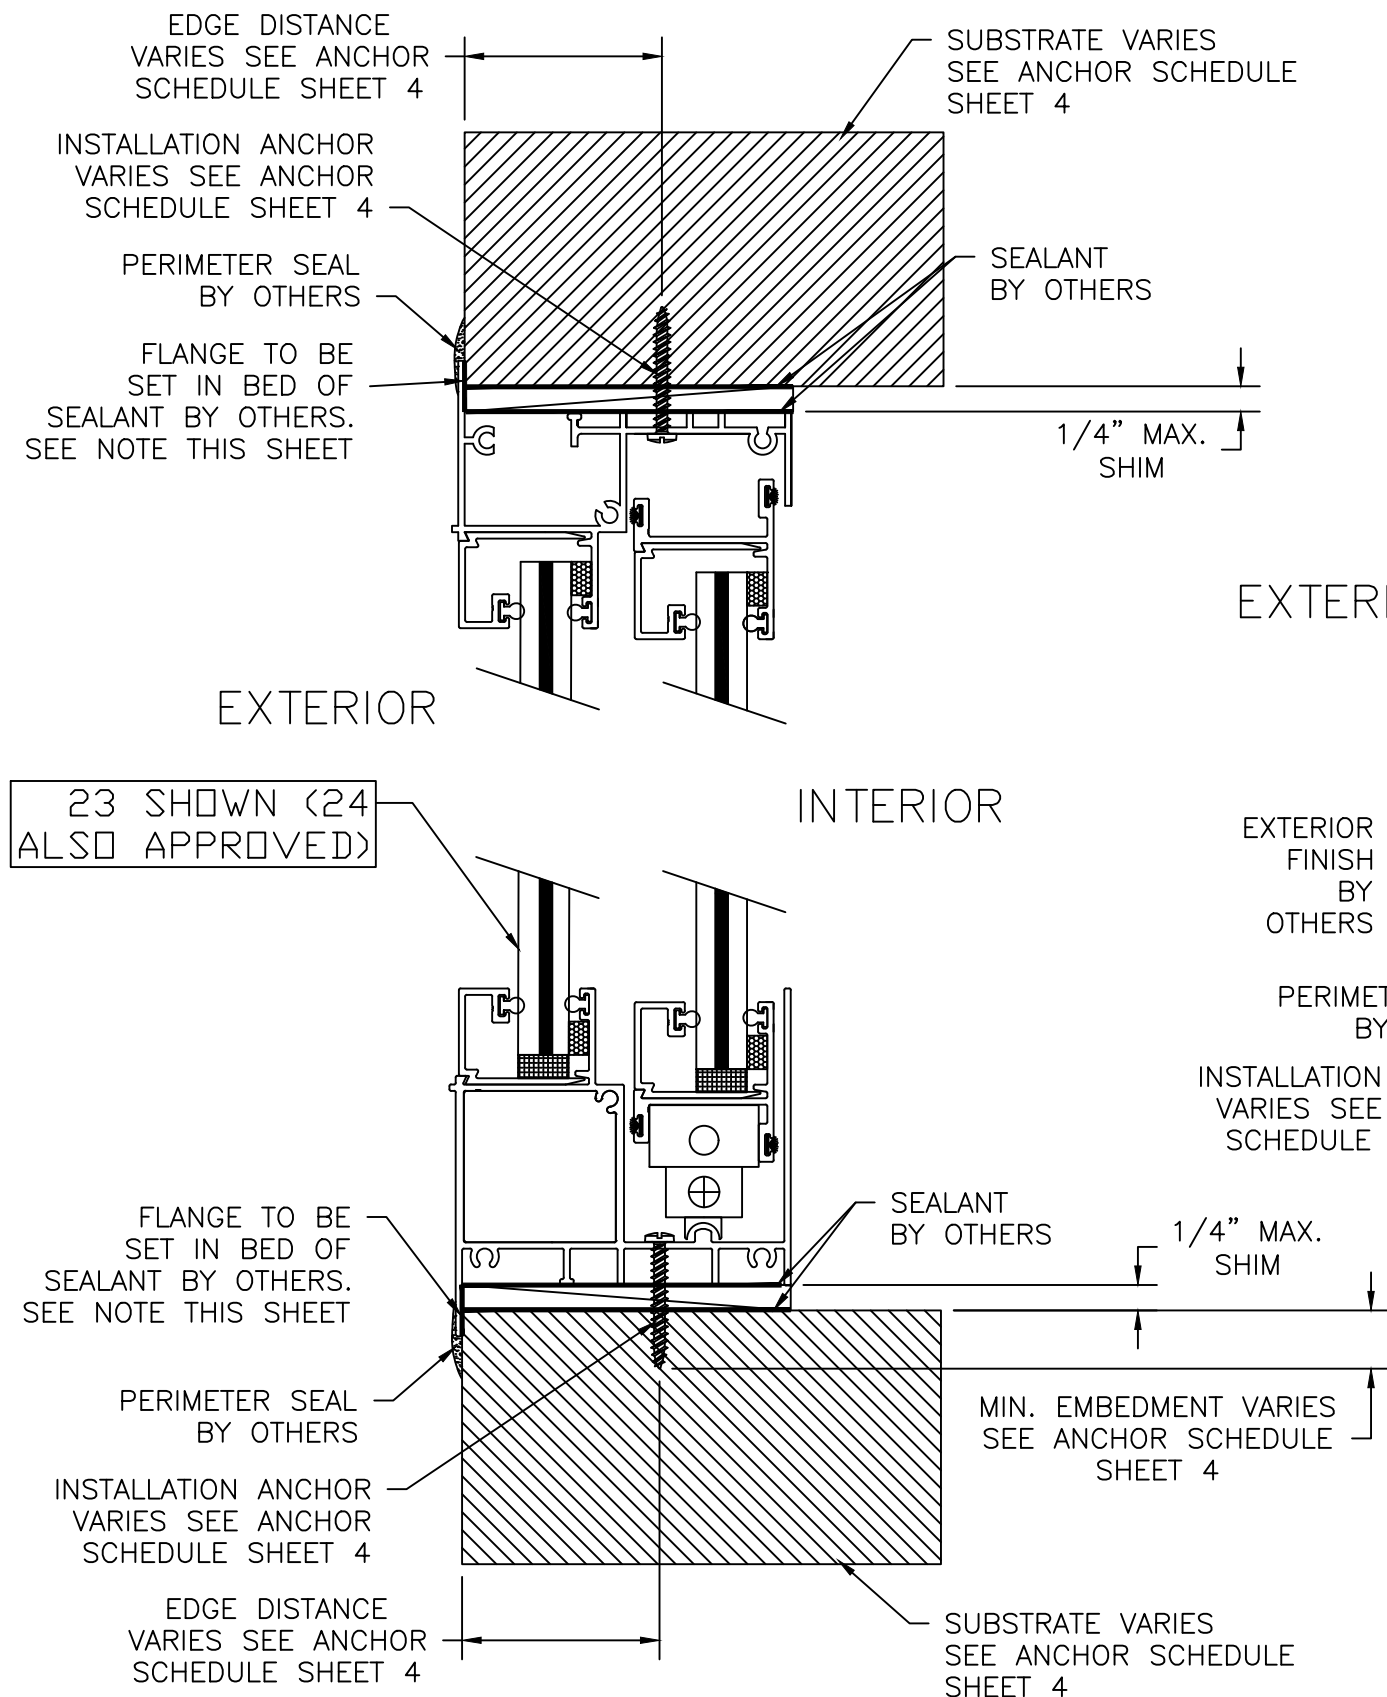 EDGE DISTANCE
VARIES SEE ANCHOR
SCHEDULE SHEET 4
SUBSTRATE VARIES
SEE ANCHOR SCHEDULE
SHEET 4
INSTALLATION ANCHOR
VARIES SEE ANCHOR
SCHEDULE SHEET 4
PERIMETER SEAL
BY OTHERS
SEALANT
BY OTHERS
FLANGE TO BE
SET IN BED OF
SEALANT BY OTHERS.
SEE NOTE THIS SHEET
1/4" MAX.
SHIM
EXTERI
EXTERIOR
INTERIOR
23 SHOWN (24
ALSO APPROVED)
EXTERIOR
FINISH
BY
OTHERS
PERIMET
BY
INSTALLATION
VARIES SEE
SCHEDULE
FLANGE TO BE
SET IN BED OF
SEALANT BY OTHERS.
SEE NOTE THIS SHEET
SEALANT
BY OTHERS
1/4" MAX.
SHIM
PERIMETER SEAL
BY OTHERS
MIN. EMBEDMENT VARIES
SEE ANCHOR SCHEDULE
SHEET 4
INSTALLATION ANCHOR
VARIES SEE ANCHOR
SCHEDULE SHEET 4
EDGE DISTANCE
VARIES SEE ANCHOR
SCHEDULE SHEET 4
SUBSTRATE VARIES
SEE ANCHOR SCHEDULE
SHEET 4